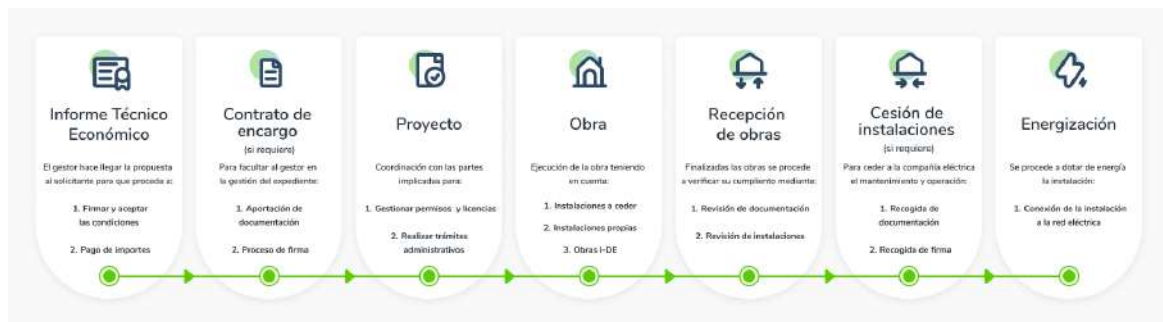 Informe Técnico
Económico
El gestor hace llegar la propuesta
al solicitante para que proceda a:
1. Firmar y aceptar
las condiciones
2. Pago de importes
Contrato de
encargo
(si requiere)
Para facultar al gestor en
la gestión del expediente:
1. Aportación de
documentación
2. Proceso de firma
Proyecto
Coordinación con las partes
implicadas para:
1. Gestionar permisos y licencias
2. Realizar trámites
administrativos
Obra
Ejecución de la obra teniendo
en cuenta:
1. Instalaciones a ceder
2. Instalaciones propias
3. Obras i-DE
Recepción
de obras
Finalizadas las obras se procede
a verificar su cumpliento mediante:
1. Revisión de documentación
2. Revisión de instalaciones
Cesión de
instalaciones
(si requiere)
Para ceder a la compañía eléctrica
el mantenimiento y operación:
1. Recogida de
documentación
2. Recogida de firma
Energización
Se procede a dotar de energía
la instalación:
1. Conexión de la instalación
a la red eléctrica